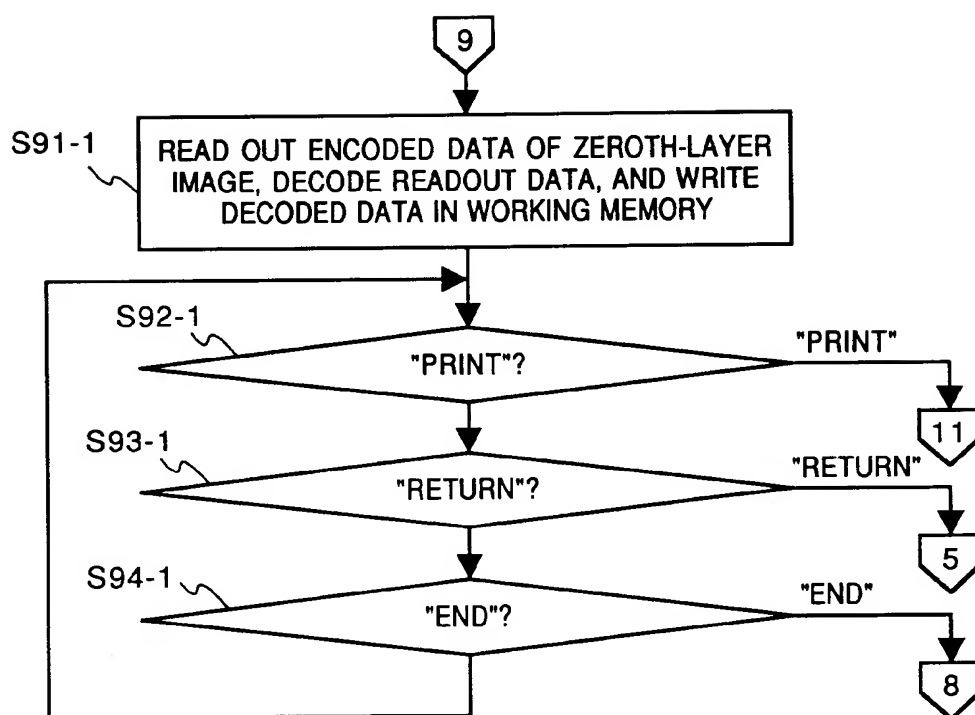 9
S91-1
READ OUT ENCODED DATA OF ZEROTH-LAYER
IMAGE, DECODE READOUT DATA, AND WRITE
DECODED DATA IN WORKING MEMORY
S92-1
"PRINT"?
"PRINT"
11
S93-1
"RETURN"?
"RETURN"
5
S94-1
"END"?
"END"
8